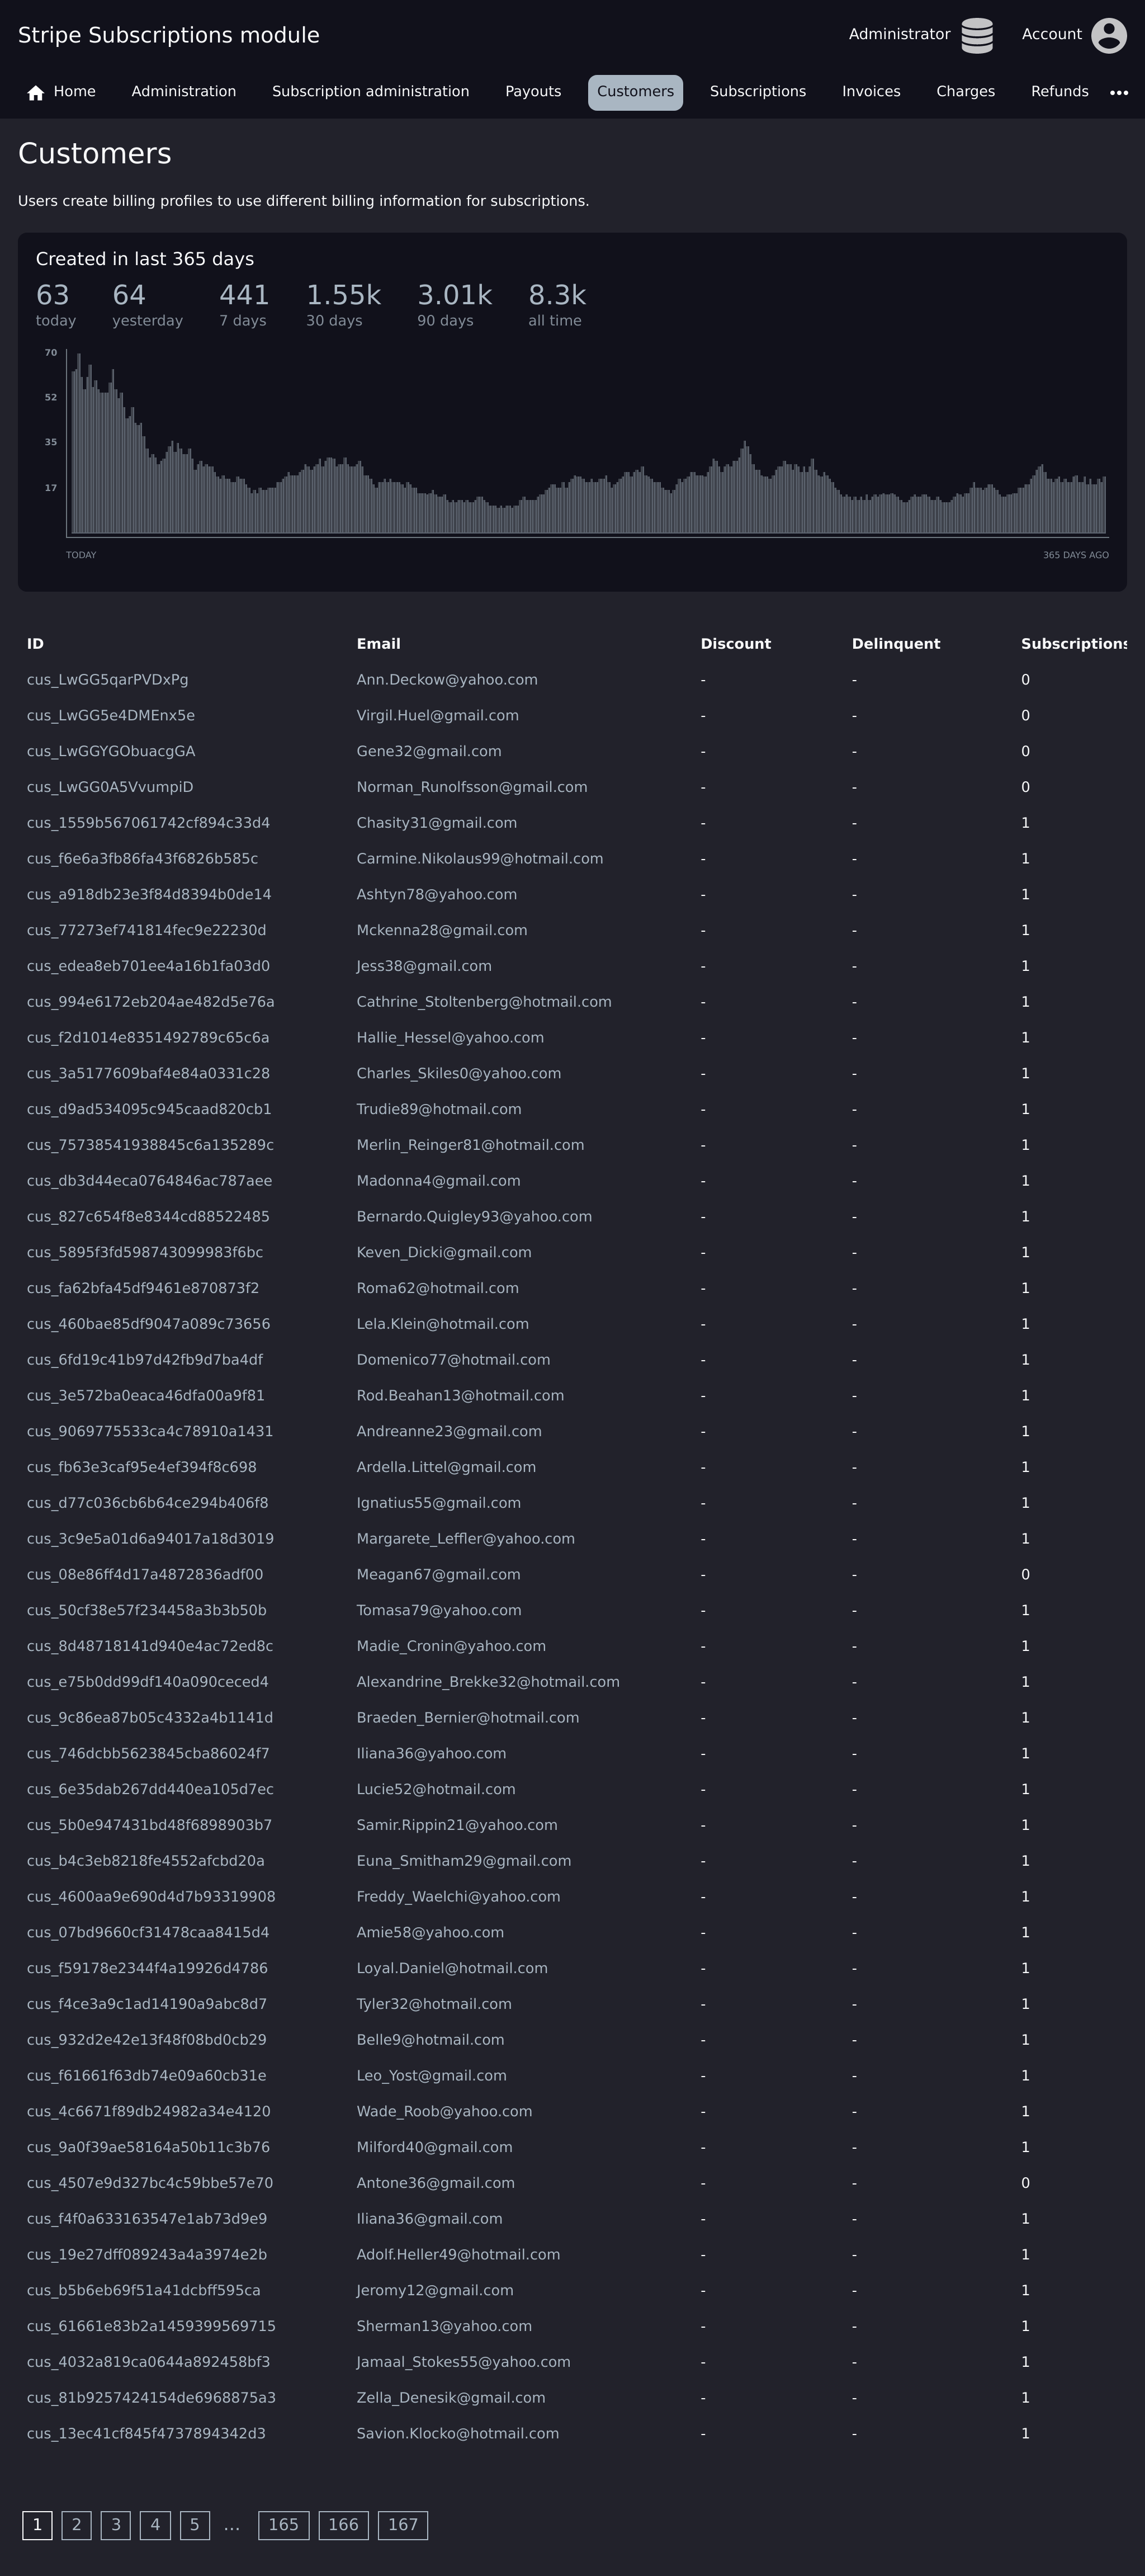 Stripe Subscriptions module
Administrator
Account
Home Administration Subscription administration Payouts Customers Subscriptions Invoices Charges Refunds •••
Customers
Users create billing profiles to use different billing information for subscriptions.
Created in last 365 days
63 64 441 1.55k 3.01k 8.3k
today yesterday 7 days 30 days 90 days all time
70
52
35
17
TODAY 365 DAYS AGO
ID Email Discount Delinquent Subscriptions
cus_LwGG5qarPVDxPg Ann.Deckow@yahoo.com - - 0
cus_LwGG5e4DMEnx5e Virgil.Huel@gmail.com - - 0
cus_LwGGYGObuacgGA Gene32@gmail.com - - 0
cus_LwGG0A5VvumpiD Norman_Runolfsson@gmail.com - - 0
cus_1559b567061742cf894c33d4 Chasity31@gmail.com - - 1
cus_f6e6a3fb86fa43f6826b585c Carmine.Nikolaus99@hotmail.com - - 1
cus_a918db23e3f84d8394b0de14 Ashtyn78@yahoo.com - - 1
cus_77273ef741814fec9e22230d Mckenna28@gmail.com - - 1
cus_edea8eb701ee4a16b1fa03d0 Jess38@gmail.com - - 1
cus_994e6172eb204ae482d5e76a Cathrine_Stoltenberg@hotmail.com - - 1
cus_f2d1014e8351492789c65c6a Hallie_Hessel@yahoo.com - - 1
cus_3a5177609baf4e84a0331c28 Charles_Skiles0@yahoo.com - - 1
cus_d9ad534095c945caad820cb1 Trudie89@hotmail.com - - 1
cus_75738541938845c6a135289c Merlin_Reinger81@hotmail.com - - 1
cus_db3d44eca0764846ac787aee Madonna4@gmail.com - - 1
cus_827c654f8e8344cd88522485 Bernardo.Quigley93@yahoo.com - - 1
cus_5895f3fd598743099983f6bc Keven_Dicki@gmail.com - - 1
cus_fa62bfa45df9461e870873f2 Roma62@hotmail.com - - 1
cus_460bae85df9047a089c73656 Lela.Klein@hotmail.com - - 1
cus_6fd19c41b97d42fb9d7ba4df Domenico77@hotmail.com - - 1
cus_3e572ba0eaca46dfa00a9f81 Rod.Beahan13@hotmail.com - - 1
cus_9069775533ca4c78910a1431 Andreanne23@gmail.com - - 1
cus_fb63e3caf95e4ef394f8c698 Ardella.Littel@gmail.com - - 1
cus_d77c036cb6b64ce294b406f8 Ignatius55@gmail.com - - 1
cus_3c9e5a01d6a94017a18d3019 Margarete_Leffler@yahoo.com - - 1
cus_08e86ff4d17a4872836adf00 Meagan67@gmail.com - - 0
cus_50cf38e57f234458a3b3b50b Tomasa79@yahoo.com - - 1
cus_8d48718141d940e4ac72ed8c Madie_Cronin@yahoo.com - - 1
cus_e75b0dd99df140a090ceced4 Alexandrine_Brekke32@hotmail.com - - 1
cus_9c86ea87b05c4332a4b1141d Braeden_Bernier@hotmail.com - - 1
cus_746dcbb5623845cba86024f7 Iliana36@yahoo.com - - 1
cus_6e35dab267dd440ea105d7ec Lucie52@hotmail.com - - 1
cus_5b0e947431bd48f6898903b7 Samir.Rippin21@yahoo.com - - 1
cus_b4c3eb8218fe4552afcbd20a Euna_Smitham29@gmail.com - - 1
cus_4600aa9e690d4d7b93319908 Freddy_Waelchi@yahoo.com - - 1
cus_07bd9660cf31478caa8415d4 Amie58@yahoo.com - - 1
cus_f59178e2344f4a19926d4786 Loyal.Daniel@hotmail.com - - 1
cus_f4ce3a9c1ad14190a9abc8d7 Tyler32@hotmail.com - - 1
cus_932d2e42e13f48f08bd0cb29 Belle9@hotmail.com - - 1
cus_f61661f63db74e09a60cb31e Leo_Yost@gmail.com - - 1
cus_4c6671f89db24982a34e4120 Wade_Roob@yahoo.com - - 1
cus_9a0f39ae58164a50b11c3b76 Milford40@gmail.com - - 1
cus_4507e9d327bc4c59bbe57e70 Antone36@gmail.com - - 0
cus_f4f0a633163547e1ab73d9e9 Iliana36@gmail.com - - 1
cus_19e27dff089243a4a3974e2b Adolf.Heller49@hotmail.com - - 1
cus_b5b6eb69f51a41dcbff595ca Jeromy12@gmail.com - - 1
cus_61661e83b2a1459399569715 Sherman13@yahoo.com - - 1
cus_4032a819ca0644a892458bf3 Jamaal_Stokes55@yahoo.com - - 1
cus_81b9257424154de6968875a3 Zella_Denesik@gmail.com - - 1
cus_13ec41cf845f4737894342d3 Savion.Klocko@hotmail.com - - 1
1 2 3 4 5 ... 165 166 167